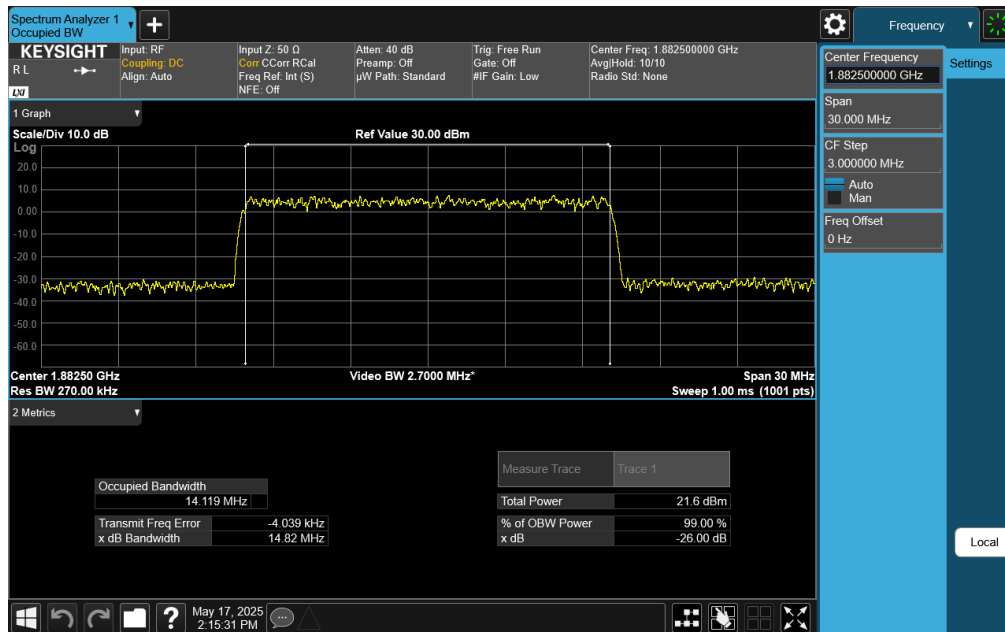 Spectrum Analyzer 1
Occupied BW
Frequency
KEYSIGHT
R L
LXI
Input: RF
Coupling: DC
Align: Auto
Input Z: 50 Ω
Corr CCorr RCal
Freq Ref: Int (S)
NFE: Off
Atten: 40 dB
Preamp: Off
µW Path: Standard
Trig: Free Run
Gate: Off
#IF Gain: Low
Center Freq: 1.882500000 GHz
Avg|Hold: 10/10
Radio Std: None
Center Frequency
1.882500000 GHz
Settings
Span
30.000 MHz
CF Step
3.000000 MHz
Auto
Man
Freq Offset
0 Hz
Local
1 Graph
Scale/Div 10.0 dB
Ref Value 30.00 dBm
Log
20.0
10.0
0.00
-10.0
-20.0
-30.0
-40.0
-50.0
-60.0
Center 1.88250 GHz
Video BW 2.7000 MHz*
Span 30 MHz
Res BW 270.00 kHz
Sweep 1.00 ms (1001 pts)
2 Metrics
Measure Trace Trace 1
Occupied Bandwidth
14.119 MHz
Total Power 21.6 dBm
Transmit Freq Error -4.039 kHz
% of OBW Power 99.00 %
x dB Bandwidth 14.82 MHz
x dB -26.00 dB
May 17, 2025
2:15:31 PM